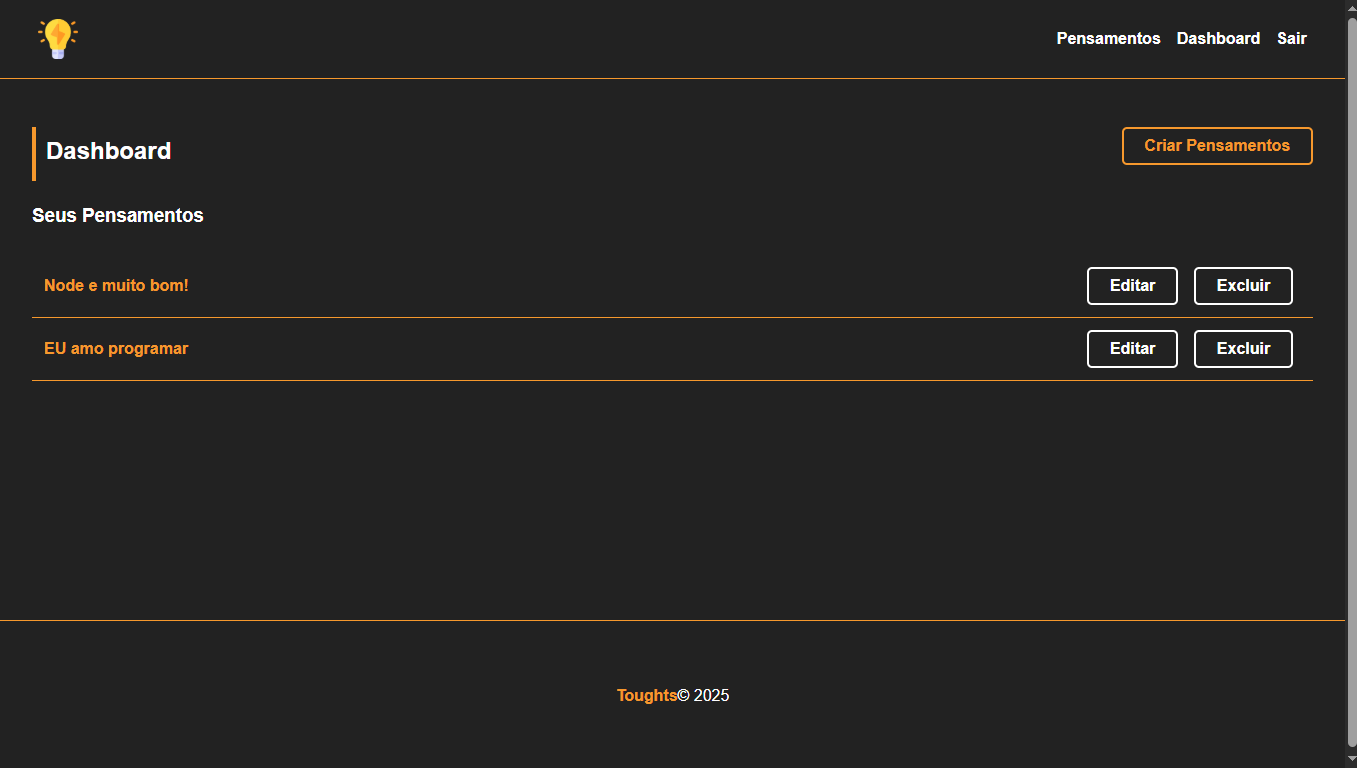 Pensamentos Dashboard Sair
Dashboard
Criar Pensamentos
Seus Pensamentos
Node e muito bom!
Editar
Excluir
EU amo programar
Editar
Excluir
Toughts© 2025